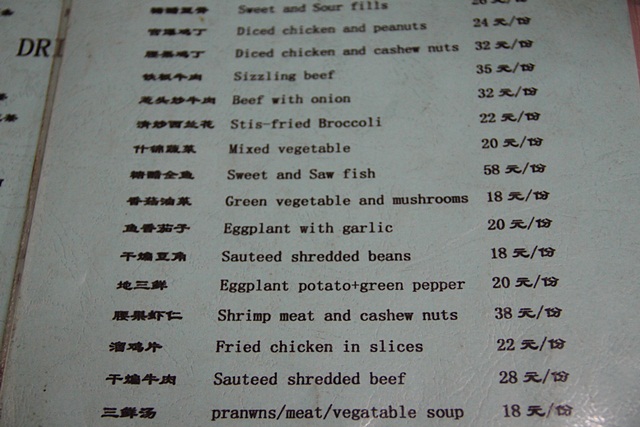 DRI
糖醋里脊 Sweet and Sour fills 元/份
宫爆鸡丁 Diced chicken and peanuts 24 元/份
腰果鸡丁 Diced chicken and cashew nuts 32 元/份
铁板牛肉 Sizzling beef 35 元/份
葱头炒牛肉 Beef with onion 32 元/份
清炒西兰花 Stis-fried Broccoli 22 元/份
什锦蔬菜 Mixed vegetable 20 元/份
糖醋全鱼 Sweet and Saw fish 58 元/份
香菇油菜 Green vegetable and mushrooms 18 元/份
鱼香茄子 Eggplant with garlic 20 元/份
干煸豆角 Sauteed shredded beans 18 元/份
地三鲜 Eggplant potato+green pepper 20 元/份
腰果虾仁 Shrimp meat and cashew nuts 38 元/份
溜鸡片 Fried chicken in slices 22 元/份
干煸牛肉 Sauteed shredded beef 28 元/份
三鲜汤 pranwns/meat/vegatable soup 18 元/份